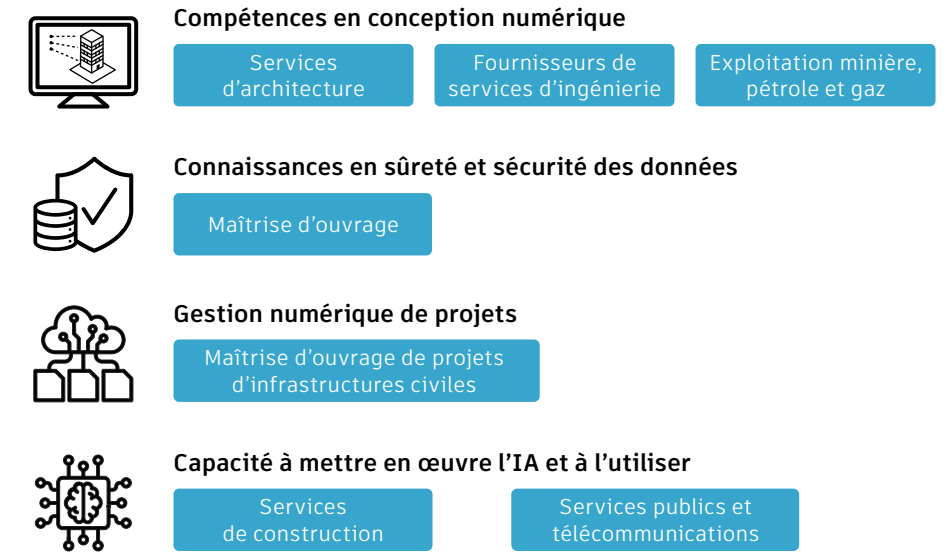 Compétences en conception numérique
Services
d’architecture
Fournisseurs de
services d’ingénierie
Exploitation minière,
pétrole et gaz
Connaissances en sûreté et sécurité des données
Maîtrise d’ouvrage
Gestion numérique de projets
Maîtrise d’ouvrage de projets
d’infrastructures civiles
Capacité à mettre en œuvre l’IA et à l’utiliser
Services
de construction
Services publics et
télécommunications